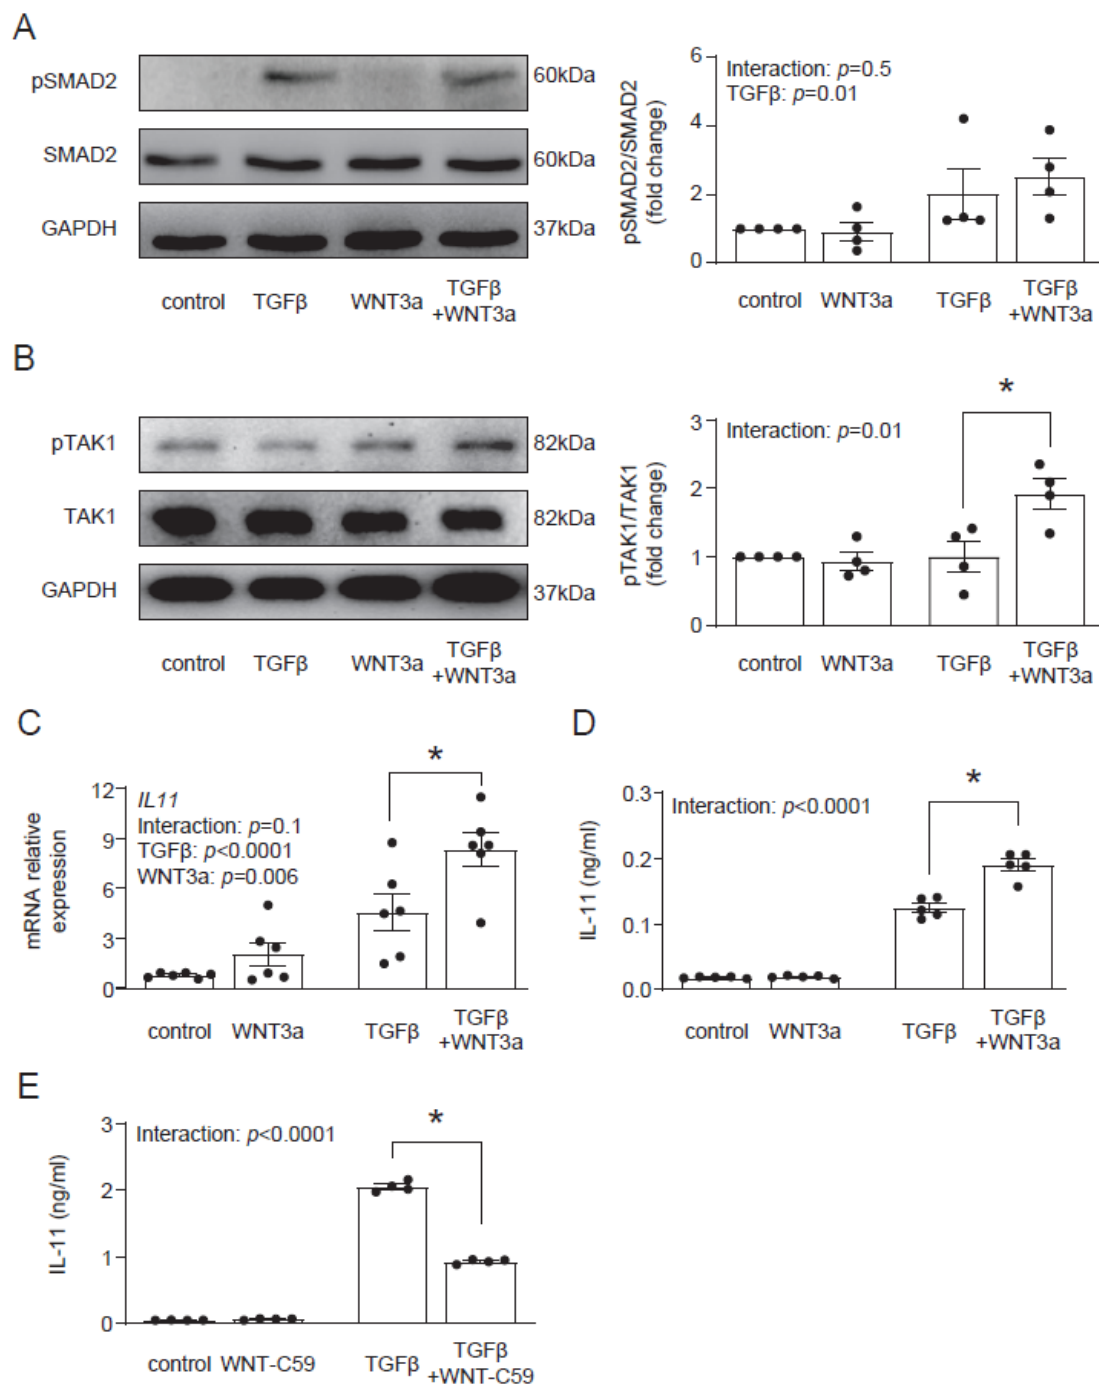 A
pSMAD2
60kDa
SMAD2
60kDa
GAPDH
37kDa
control
TGFβ
WNT3a
TGFβ
+WNT3a
pSMAD2/SMAD2
(fold change)
6
4
2
0
Interaction: p=0.5
TGFβ: p=0.01
control
WNT3a
TGFβ
TGFβ
+WNT3a
B
pTAK1
82kDa
TAK1
82kDa
GAPDH
37kDa
control
TGFβ
WNT3a
TGFβ
+WNT3a
pTAK1/TAK1
(fold change)
3
2
1
0
Interaction: p=0.01
*
control
WNT3a
TGFβ
TGFβ
+WNT3a
C
mRNA relative
expression
12
9
6
3
0
IL11
Interaction: p=0.1
TGFβ: p<0.0001
WNT3a: p=0.006
*
control
WNT3a
TGFβ
TGFβ
+WNT3a
D
IL-11 (ng/ml)
0.3
0.2
0.1
0.0
Interaction: p<0.0001
*
control
WNT3a
TGFβ
TGFβ
+WNT3a
E
IL-11 (ng/ml)
3
2
1
0
Interaction: p<0.0001
*
control
WNT-C59
TGFβ
TGFβ
+WNT-C59